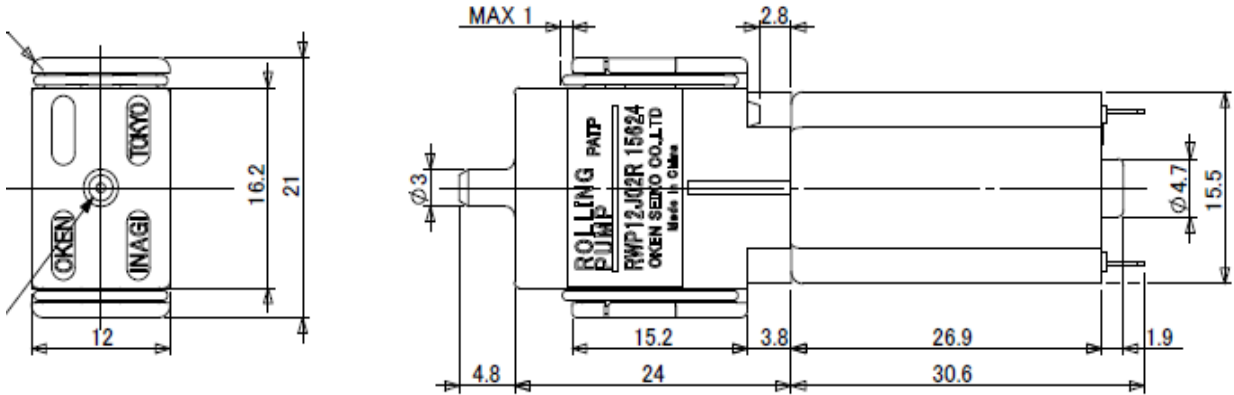 MAX 1
2.8
TOKYO
OKEN
INAGI
16.2
21
12
Ø3
ROLLING
PUMP
PATP
RWP12J02R 15624
OKEN SEIKO CO.,LTD
Made in China
Ø4.7
15.5
15.2
3.8
26.9
1.9
4.8
24
30.6